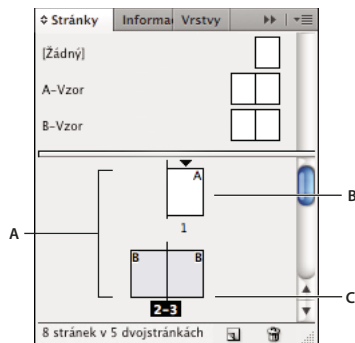 Stránky Informa Vrstvy
[Žádný]
A-Vzor
B-Vzor
A
B
1
A
B B
2-3
C
8 stránek v 5 dvojstránkách